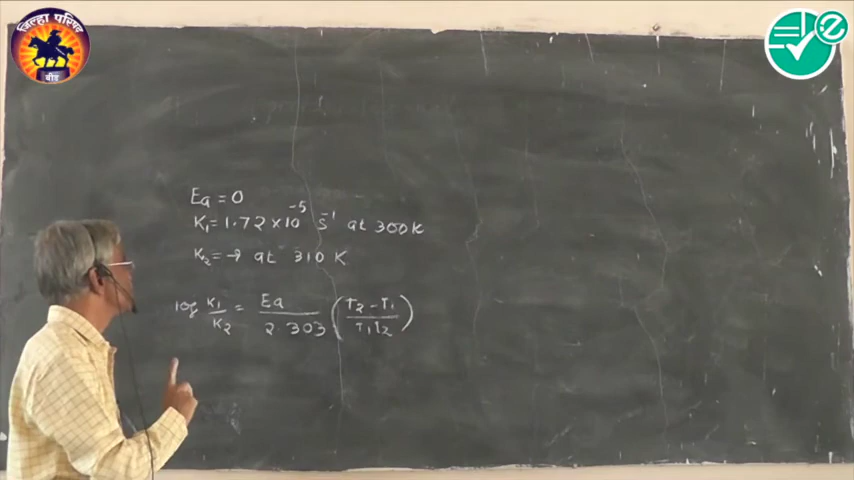 जिल्हा परिषद
बीड
e
Ea = 0
K₁ = 1.72 × 10⁻⁵ s⁻¹ at 300 K
K₂ = → at 310 K
log K₁/K₂ = Ea/2.303 (T₂ - T₁/T₁T₂)